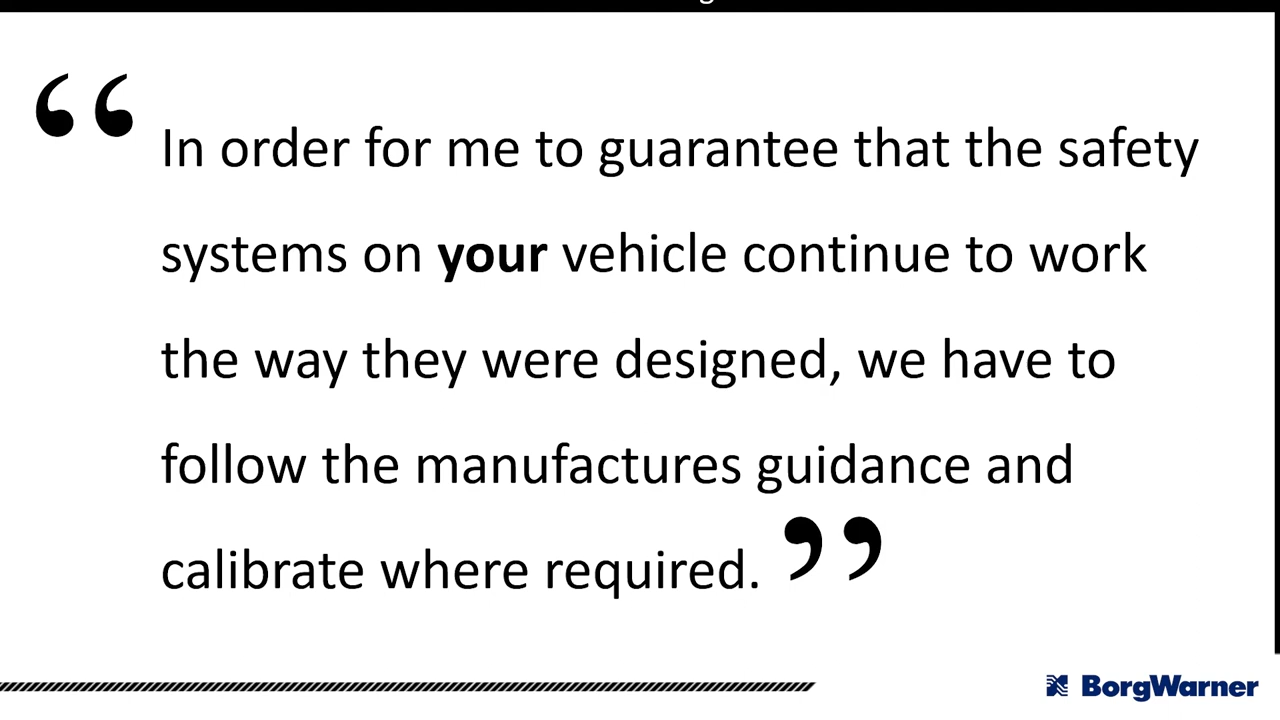 “ In order for me to guarantee that the safety
systems on your vehicle continue to work
the way they were designed, we have to
follow the manufactures guidance and
calibrate where required. ”
BorgWarner